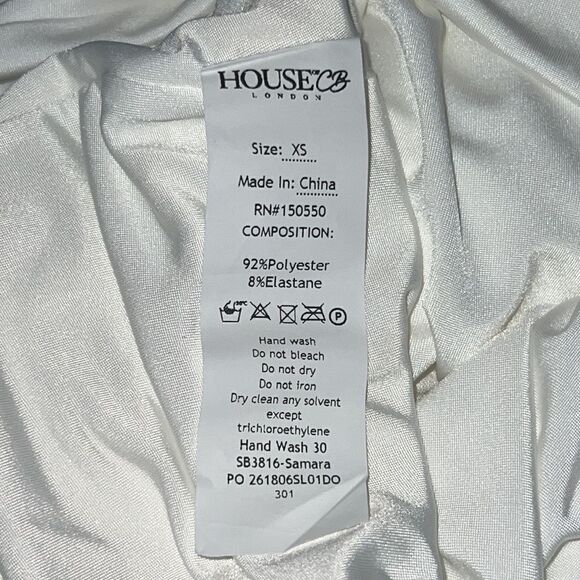 HOUSE OF CB
LONDON
Size: XS
Made In: China
RN#150550
COMPOSITION:
92%Polyester
8%Elastane
30°C P
Hand wash
Do not bleach
Do not dry
Do not iron
Dry clean any solvent
except
trichloroethylene
Hand Wash 30
SB3816-Samara
PO 261806SL01DO
301